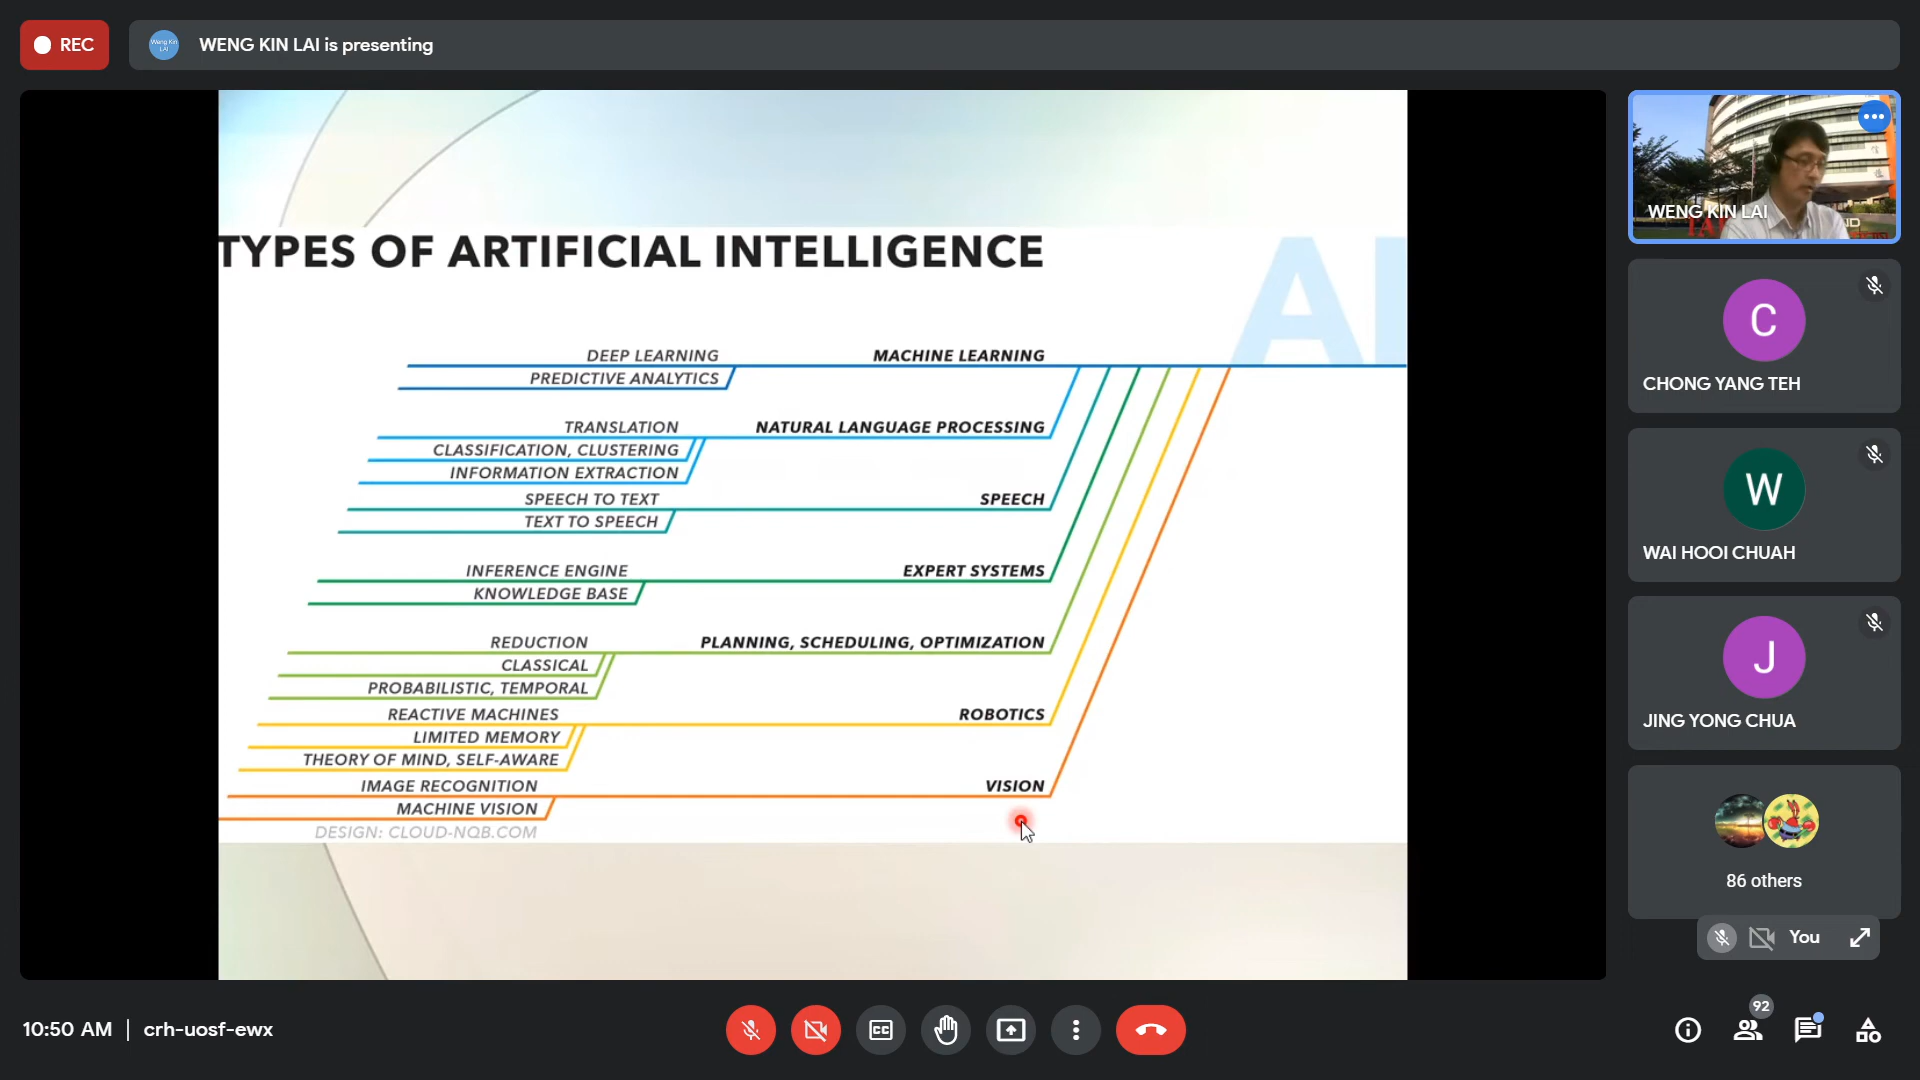 REC
Weng Kin
LAI
WENG KIN LAI is presenting
TYPES OF ARTIFICIAL INTELLIGENCE
AI
DEEP LEARNING MACHINE LEARNING
PREDICTIVE ANALYTICS
TRANSLATION NATURAL LANGUAGE PROCESSING
CLASSIFICATION, CLUSTERING
INFORMATION EXTRACTION
SPEECH TO TEXT SPEECH
TEXT TO SPEECH
INFERENCE ENGINE EXPERT SYSTEMS
KNOWLEDGE BASE
REDUCTION PLANNING, SCHEDULING, OPTIMIZATION
CLASSICAL
PROBABILISTIC, TEMPORAL
REACTIVE MACHINES ROBOTICS
LIMITED MEMORY
THEORY OF MIND, SELF-AWARE
IMAGE RECOGNITION VISION
MACHINE VISION
DESIGN: CLOUD-NQB.COM
WENG KIN LAI
C
CHONG YANG TEH
W
WAI HOOI CHUAH
J
JING YONG CHUA
86 others
You
10:50 AM | crh-uosf-ewx
CC
92